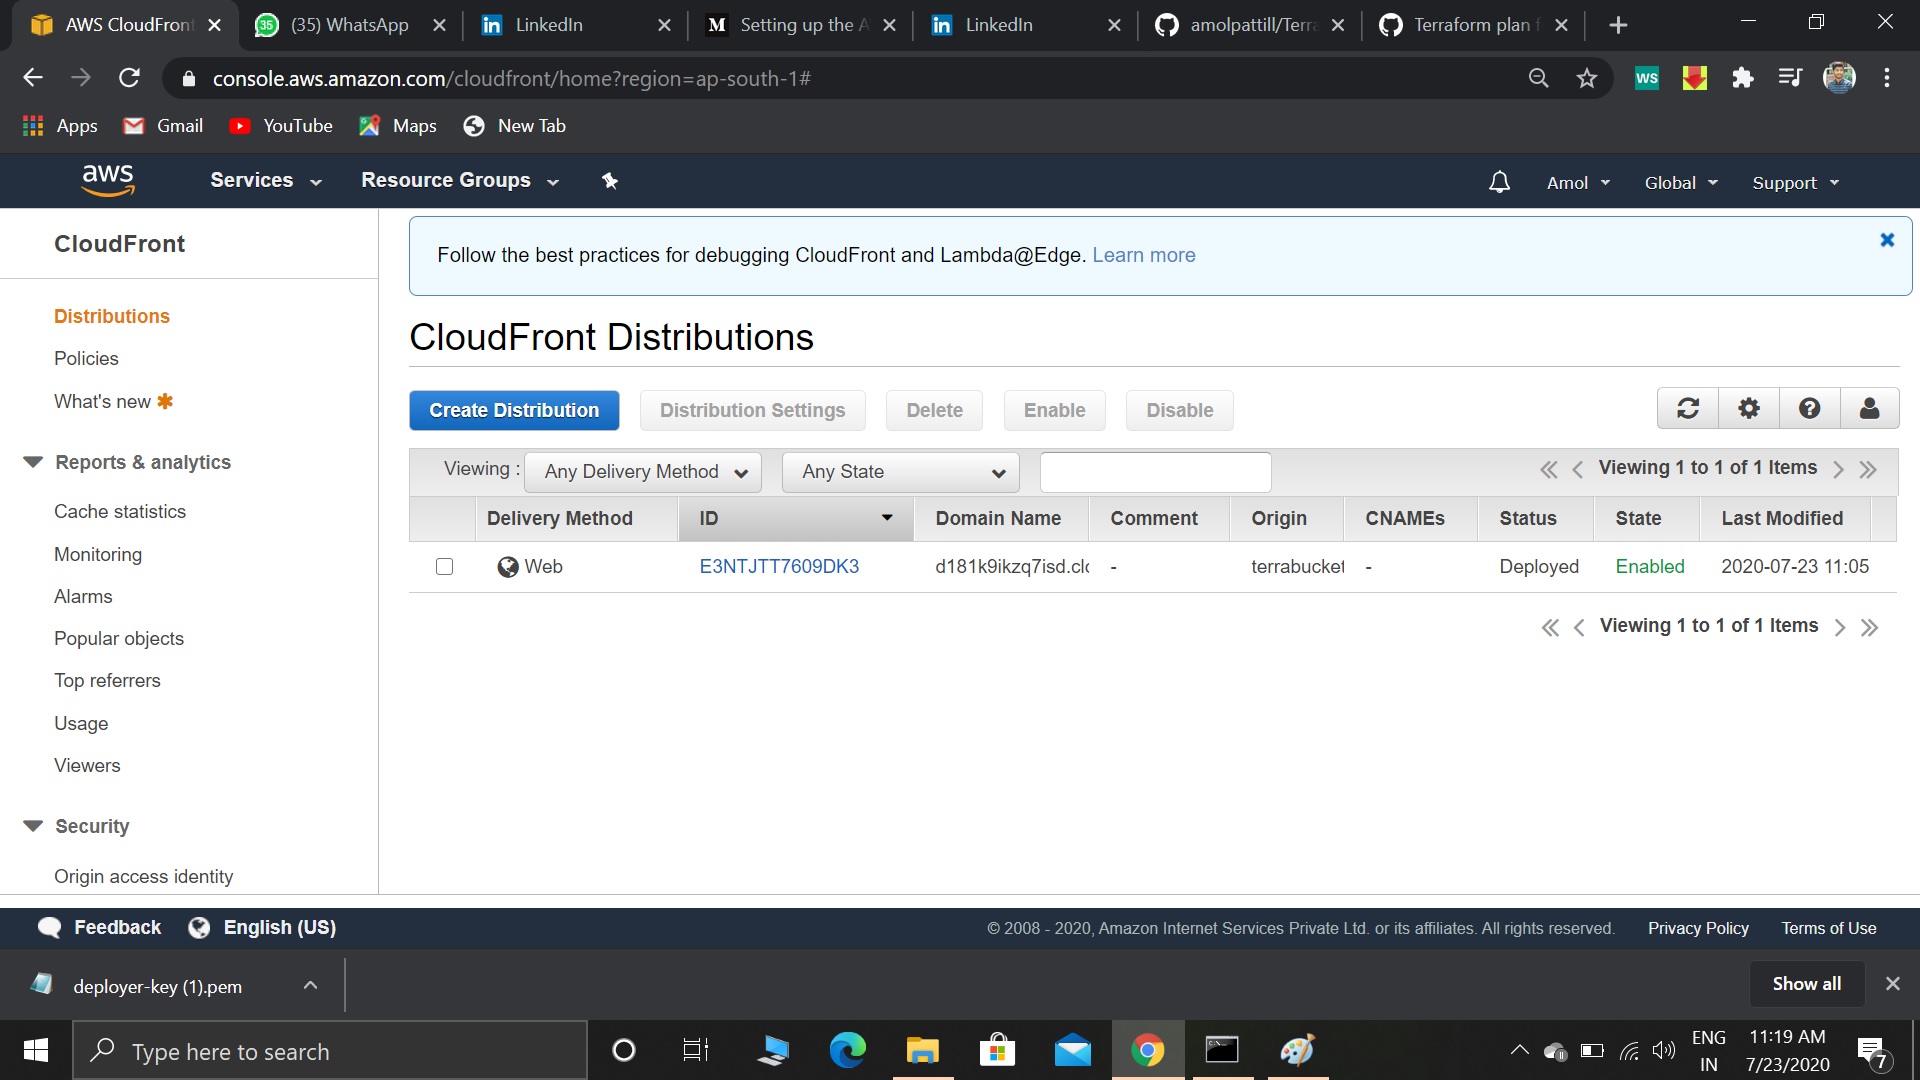 AWS CloudFront
35
(35) WhatsApp
in
LinkedIn
M
Setting up the A
in
LinkedIn
amolpattill/Terra
Terraform plan f
console.aws.amazon.com/cloudfront/home?region=ap-south-1#
WS
Apps
Gmail
YouTube
Maps
New Tab
aws
Services
Resource Groups
Amol
Global
Support
CloudFront
Distributions
Policies
What's new
Reports & analytics
Cache statistics
Monitoring
Alarms
Popular objects
Top referrers
Usage
Viewers
Security
Origin access identity
Follow the best practices for debugging CloudFront and Lambda@Edge. Learn more
CloudFront Distributions
Create Distribution
Distribution Settings
Delete
Enable
Disable
Viewing :
Any Delivery Method
Any State
Viewing 1 to 1 of 1 Items
Delivery Method ID Domain Name Comment Origin CNAMEs Status State Last Modified
Web E3NTJTT7609DK3 d181k9ikzq7isd.clo - terrabucket - Deployed Enabled 2020-07-23 11:05
Viewing 1 to 1 of 1 Items
Feedback
English (US)
© 2008 - 2020, Amazon Internet Services Private Ltd. or its affiliates. All rights reserved.
Privacy Policy
Terms of Use
deployer-key (1).pem
Show all
Type here to search
ENG
IN
11:19 AM
7/23/2020
7